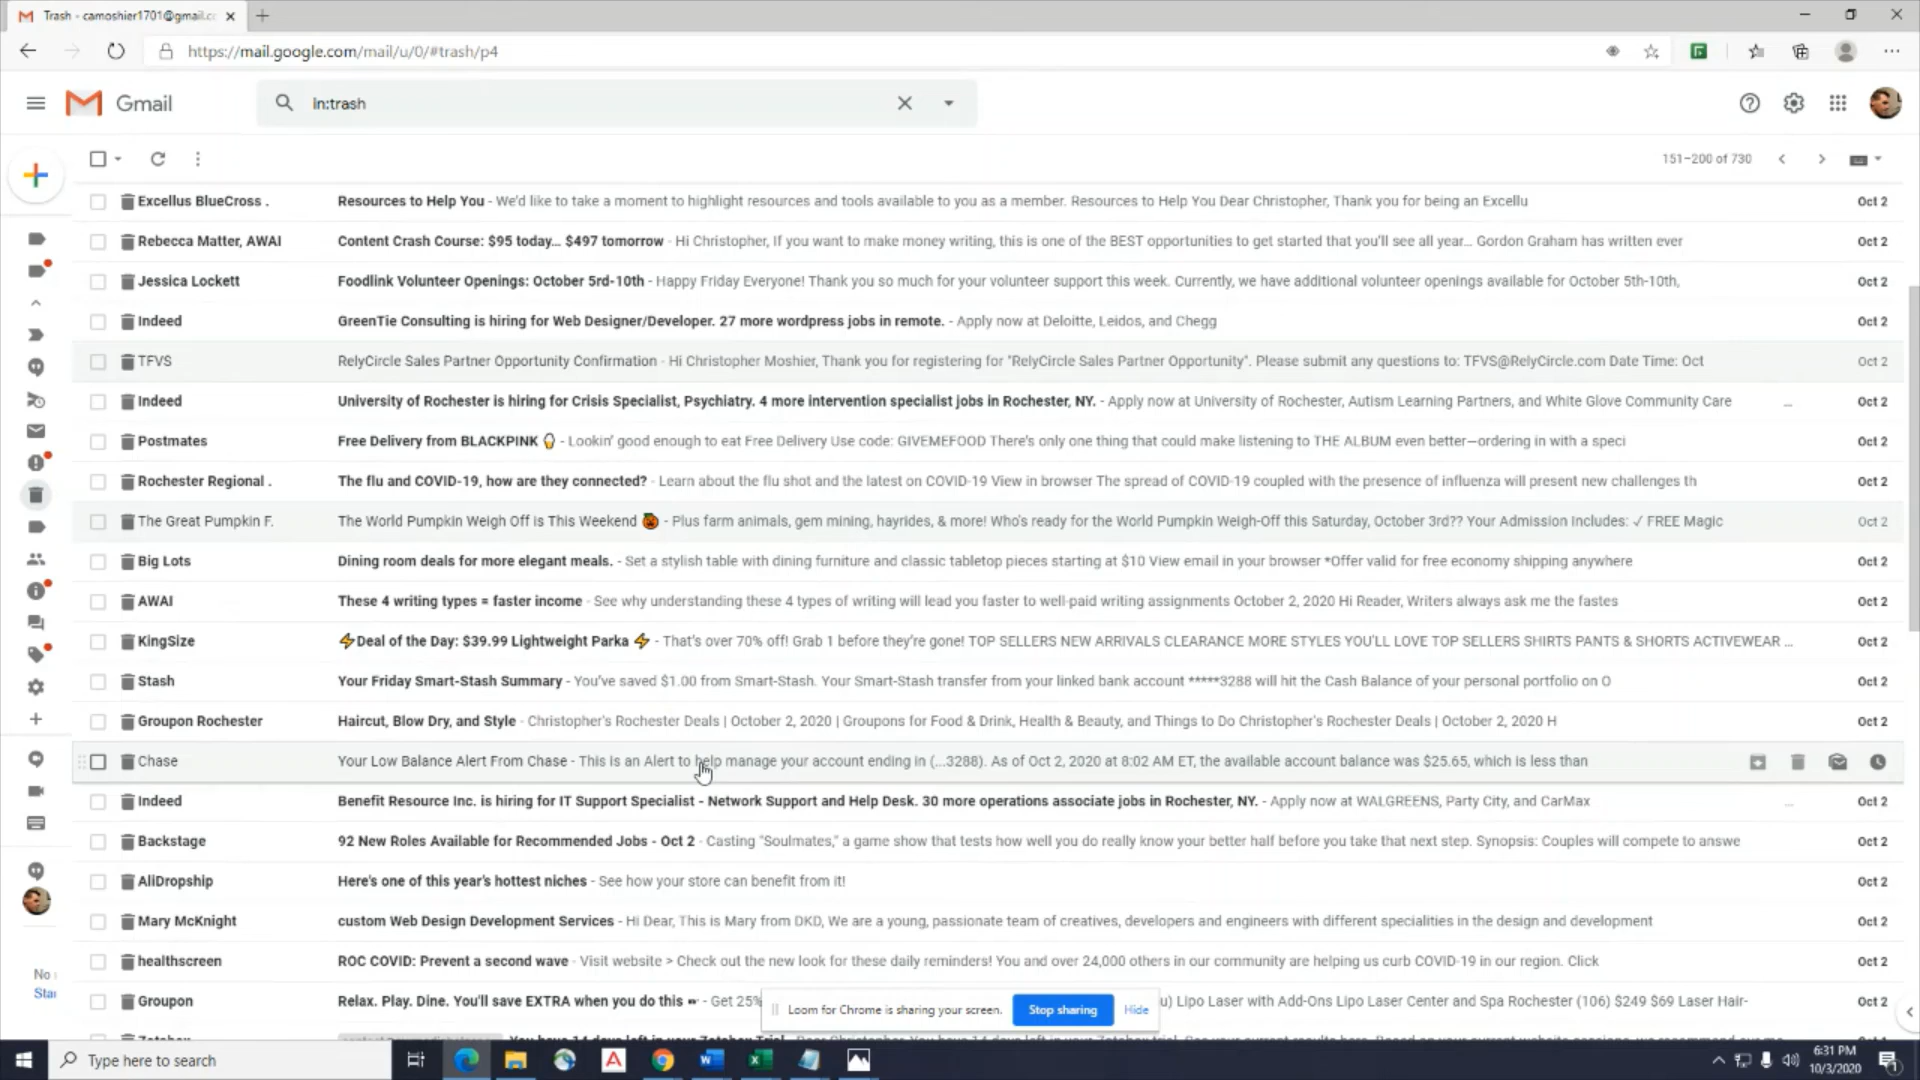 Trash - camoshier1701@gmail.c
https://mail.google.com/mail/u/0/#trash/p4
Gmail
in:trash
151–200 of 730
Excellus BlueCross . Resources to Help You - We'd like to take a moment to highlight resources and tools available to you as a member. Resources to Help You Dear Christopher, Thank you for being an Excellu Oct 2
Rebecca Matter, AWAI Content Crash Course: $95 today… $497 tomorrow - Hi Christopher, If you want to make money writing, this is one of the BEST opportunities to get started that you'll see all year… Gordon Graham has written ever Oct 2
Jessica Lockett Foodlink Volunteer Openings: October 5rd-10th - Happy Friday Everyone! Thank you so much for your volunteer support this week. Currently, we have additional volunteer openings available for October 5th-10th, Oct 2
Indeed GreenTie Consulting is hiring for Web Designer/Developer. 27 more wordpress jobs in remote. - Apply now at Deloitte, Leidos, and Chegg Oct 2
TFVS RelyCircle Sales Partner Opportunity Confirmation - Hi Christopher Moshier, Thank you for registering for "RelyCircle Sales Partner Opportunity". Please submit any questions to: TFVS@RelyCircle.com Date Time: Oct Oct 2
Indeed University of Rochester is hiring for Crisis Specialist, Psychiatry. 4 more intervention specialist jobs in Rochester, NY. - Apply now at University of Rochester, Autism Learning Partners, and White Glove Community Care … Oct 2
Postmates Free Delivery from BLACKPINK 🍦 - Lookin' good enough to eat Free Delivery Use code: GIVEMEFOOD There's only one thing that could make listening to THE ALBUM even better—ordering in with a speci Oct 2
Rochester Regional . The flu and COVID-19, how are they connected? - Learn about the flu shot and the latest on COVID-19 View in browser The spread of COVID-19 coupled with the presence of influenza will present new challenges th Oct 2
The Great Pumpkin F. The World Pumpkin Weigh Off is This Weekend 🎃 - Plus farm animals, gem mining, hayrides, & more! Who's ready for the World Pumpkin Weigh-Off this Saturday, October 3rd?? Your Admission Includes: ✓ FREE Magic Oct 2
Big Lots Dining room deals for more elegant meals. - Set a stylish table with dining furniture and classic tabletop pieces starting at $10 View email in your browser *Offer valid for free economy shipping anywhere Oct 2
AWAI These 4 writing types = faster income - See why understanding these 4 types of writing will lead you faster to well-paid writing assignments October 2, 2020 Hi Reader, Writers always ask me the fastes Oct 2
KingSize ⚡Deal of the Day: $39.99 Lightweight Parka ⚡ - That's over 70% off! Grab 1 before they're gone! TOP SELLERS NEW ARRIVALS CLEARANCE MORE STYLES YOU'LL LOVE TOP SELLERS SHIRTS PANTS & SHORTS ACTIVEWEAR … Oct 2
Stash Your Friday Smart-Stash Summary - You've saved $1.00 from Smart-Stash. Your Smart-Stash transfer from your linked bank account *****3288 will hit the Cash Balance of your personal portfolio on O Oct 2
Groupon Rochester Haircut, Blow Dry, and Style - Christopher's Rochester Deals | October 2, 2020 | Groupons for Food & Drink, Health & Beauty, and Things to Do Christopher's Rochester Deals | October 2, 2020 H Oct 2
Chase Your Low Balance Alert From Chase - This is an Alert to help manage your account ending in (...3288). As of Oct 2, 2020 at 8:02 AM ET, the available account balance was $25.65, which is less than
Indeed Benefit Resource Inc. is hiring for IT Support Specialist - Network Support and Help Desk. 30 more operations associate jobs in Rochester, NY. - Apply now at WALGREENS, Party City, and CarMax … Oct 2
Backstage 92 New Roles Available for Recommended Jobs - Oct 2 - Casting "Soulmates," a game show that tests how well you do really know your better half before you take that next step. Synopsis: Couples will compete to answe Oct 2
AliDropship Here's one of this year's hottest niches - See how your store can benefit from it! Oct 2
Mary McKnight custom Web Design Development Services - Hi Dear, This is Mary from DKD, We are a young, passionate team of creatives, developers and engineers with different specialities in the design and development Oct 2
healthscreen ROC COVID: Prevent a second wave - Visit website > Check out the new look for these daily reminders! You and over 24,000 others in our community are helping us curb COVID-19 in our region. Click Oct 2
No
Star
Groupon Relax. Play. Dine. You'll save EXTRA when you do this - Get 25% u) Lipo Laser with Add-Ons Lipo Laser Center and Spa Rochester (106) $249 $69 Laser Hair- Oct 2
Loom for Chrome is sharing your screen. Stop sharing Hide
Type here to search
6:31 PM
10/3/2020